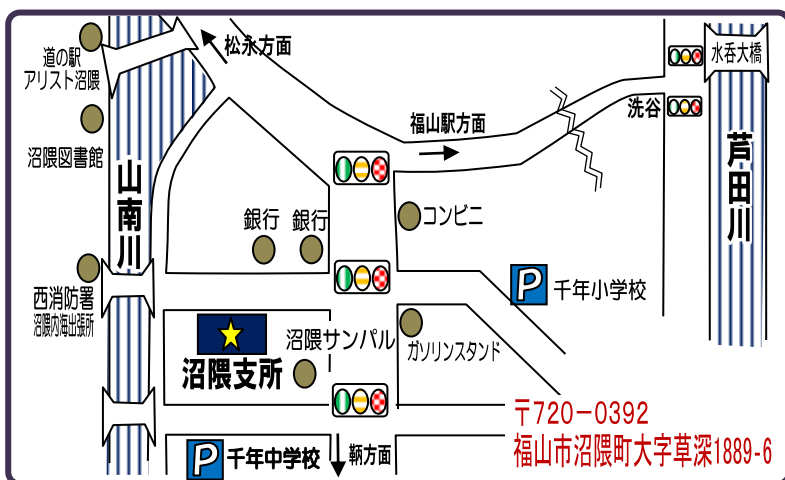 道の駅
アリスト沼隈
松永方面
水呑大橋
福山駅方面
洗谷
沼隈図書館
山南川
芦田川
銀行
銀行
コンビニ
西消防署
沼隈内海出張所
P
千年小学校
沼隈サンパル
ガソリンスタンド
沼隈支所
〒720－0392
福山市沼隈町大字草深1889-6
P
千年中学校
鞆方面